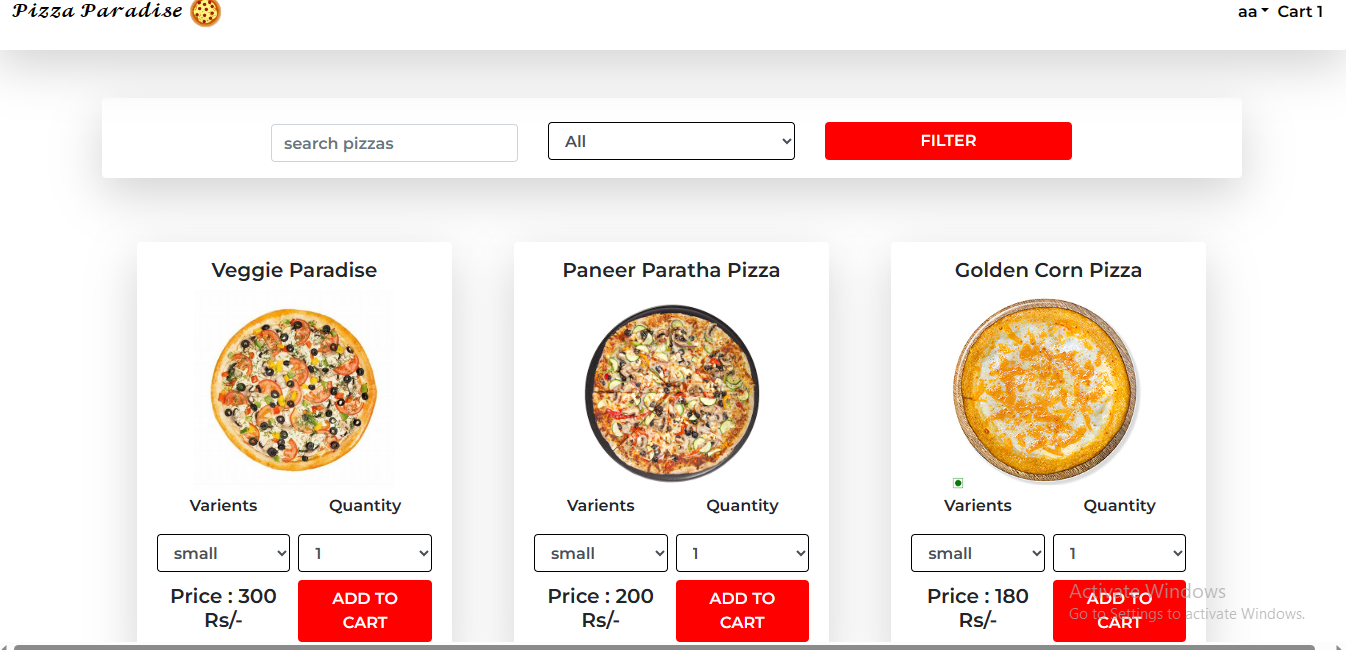 Pizza Paradise
aa Cart 1
search pizzas
All
FILTER
Veggie Paradise
Varients Quantity
small 1
Price : 300
Rs/-
ADD TO
CART
Paneer Paratha Pizza
Varients Quantity
small 1
Price : 200
Rs/-
ADD TO
CART
Golden Corn Pizza
Varients Quantity
small 1
Price : 180
Rs/-
ADD TO
CART
Activate Windows
Go to Settings to activate Windows.